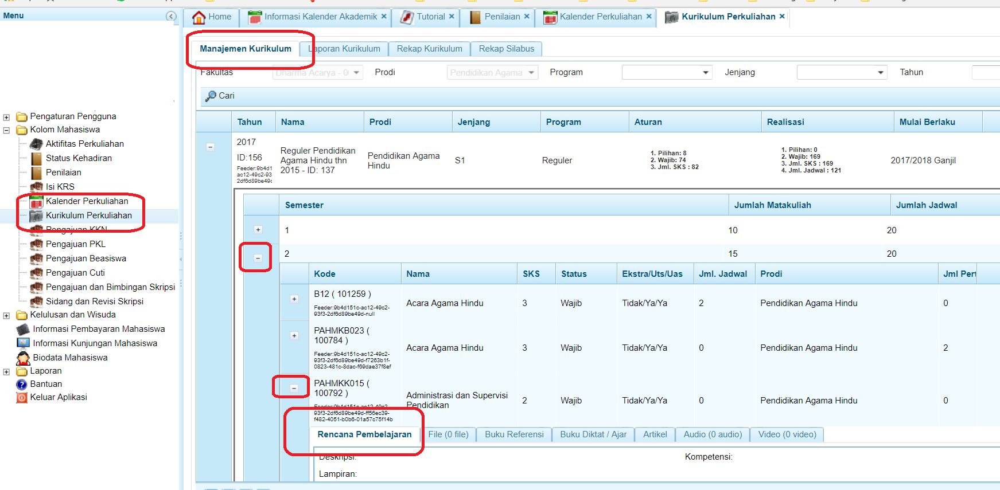 Menu
Home
Informasi Kalender Akademik
Tutorial
Penilaian
Kalender Perkuliahan
Kurikulum Perkuliahan
Manajemen Kurikulum
Laporan Kurikulum
Rekap Kurikulum
Rekap Silabus
Fakultas
Dharma Acarya - 0
Prodi
Pendidikan Agama
Program
Jenjang
Tahun
Cari
Pengaturan Pengguna
Kolom Mahasiswa
Aktifitas Perkuliahan
Status Kehadiran
Penilaian
Isi KRS
Kalender Perkuliahan
Kurikulum Perkuliahan
Pengajuan KKN
Pengajuan PKL
Pengajuan Beasiswa
Pengajuan Cuti
Pengajuan dan Bimbingan Skripsi
Sidang dan Revisi Skripsi
Kelulusan dan Wisuda
Informasi Pembayaran Mahasiswa
Informasi Kunjungan Mahasiswa
Biodata Mahasiswa
Laporan
Bantuan
Keluar Aplikasi
Tahun Nama Prodi Jenjang Program Aturan Realisasi Mulai Berlaku
2017
ID:156
Feeder:9b4d1
ac12-49c2-93
2df6d89be49c
Reguler Pendidikan
Agama Hindu thn
2015 - ID: 137
Pendidikan Agama
Hindu
S1
Reguler
1. Pilihan: 8
2. Wajib: 74
3. Jml. SKS : 82
1. Pilihan: 0
2. Wajib: 169
3. Jml. SKS : 169
4. Jml. Jadwal : 121
2017/2018 Ganjil
Semester Jumlah Matakuliah Jumlah Jadwal
1 10 20
2 15 20
Kode Nama SKS Status Ekstra/Uts/Uas Jml. Jadwal Prodi Jml Per
B12 ( 101259 )
Feeder:9b4d151c-ac12-49c2-
93f3-2df6d89be49d-null
Acara Agama Hindu 3 Wajib Tidak/Ya/Ya 2 Pendidikan Agama Hindu 0
PAHMKB023 (
100784 )
Feeder:9b4d151c-ac12-49c2-
93f3-2df6d89be49d-f7263b1f-
0823-481c-8dac-f69dae37f8ef
Acara Agama Hindu 3 Wajib Tidak/Ya/Ya 0 Pendidikan Agama Hindu 2
PAHMKK015 (
100792 )
Feeder:9b4d151c-ac12-49c2-
93f3-2df6d89be49d-ff56ec39-
f482-4051-b0b6-01a57c75f14b
Administrasi dan Supervisi
Pendidikan
2 Wajib Tidak/Ya/Ya 0 Pendidikan Agama Hindu 0
Rencana Pembelajaran
File (0 file)
Buku Referensi
Buku Diktat / Ajar
Artikel
Audio (0 audio)
Video (0 video)
Deskripsi:
Kompetensi:
Lampiran: